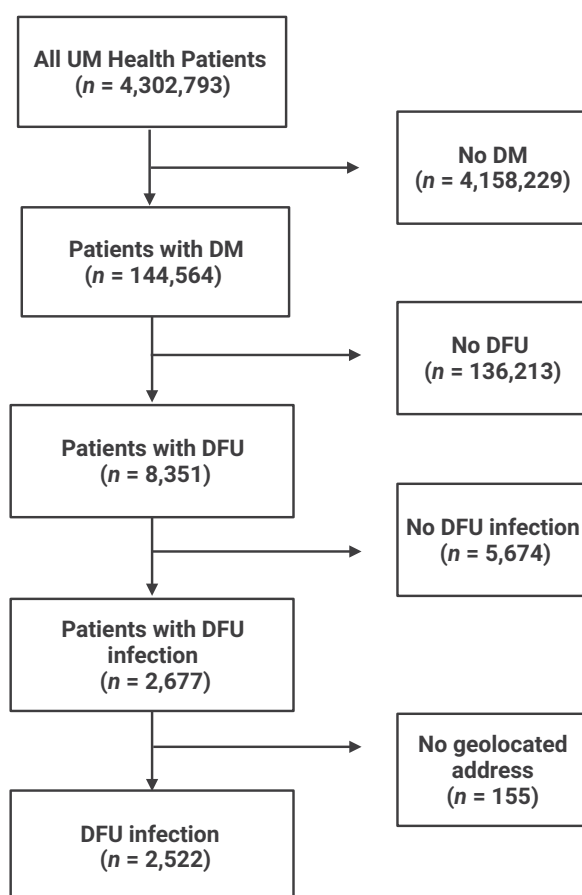 All UM Health Patients
(n = 4,302,793)
No DM
(n = 4,158,229)
Patients with DM
(n = 144,564)
No DFU
(n = 136,213)
Patients with DFU
(n = 8,351)
No DFU infection
(n = 5,674)
Patients with DFU
infection
(n = 2,677)
No geolocated
address
(n = 155)
DFU infection
(n = 2,522)